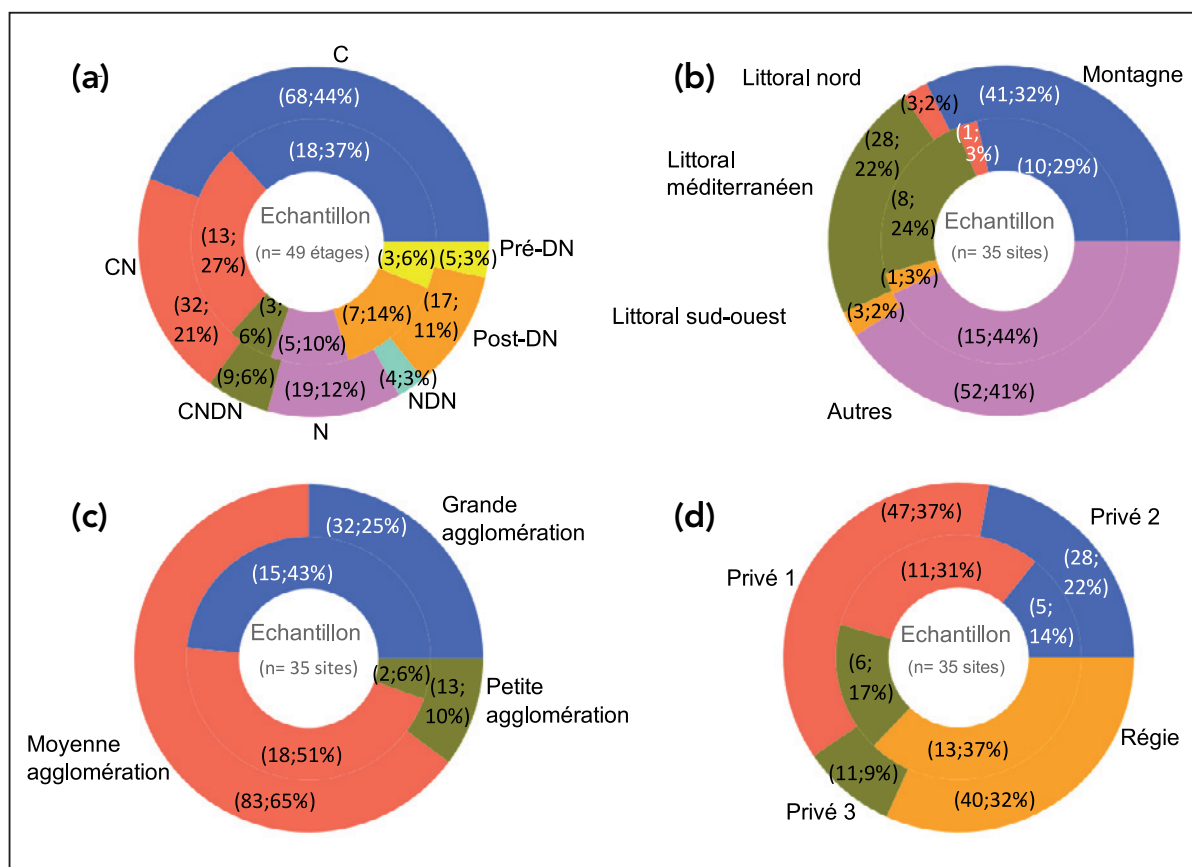 (a)
C
(68;44%)
(18;37%)
Echantillon
(n= 49 étages)
(13;
27%)
CN
(32;
21%)
(3;
6%)
(9;6%)
CNDN
(5;10%)
(19;12%)
N
(7;14%)
(4;3%)
NDN
(17;
11%)
Post-DN
(3;6%)
(5;3%)
Pré-DN
(b)
Littoral nord
(3;2%)
Montagne
(41;32%)
(1;
3%)
(10;29%)
(28;
22%)
Littoral
méditerranéen
(8;
24%)
Echantillon
(n= 35 sites)
(1;3%)
Littoral sud-ouest
(3;2%)
(15;44%)
(52;41%)
Autres
(c)
Grande
agglomération
(32;25%)
(15;43%)
Echantillon
(n= 35 sites)
(2;6%)
(13;
10%)
Petite
agglomération
Moyenne
agglomération
(18;51%)
(83;65%)
(d)
(47;37%)
Privé 2
(28;
22%)
Privé 1
(11;31%)
(5;
14%)
Echantillon
(n= 35 sites)
(6;
17%)
Régie
(13;37%)
(11;9%)
Privé 3
(40;32%)